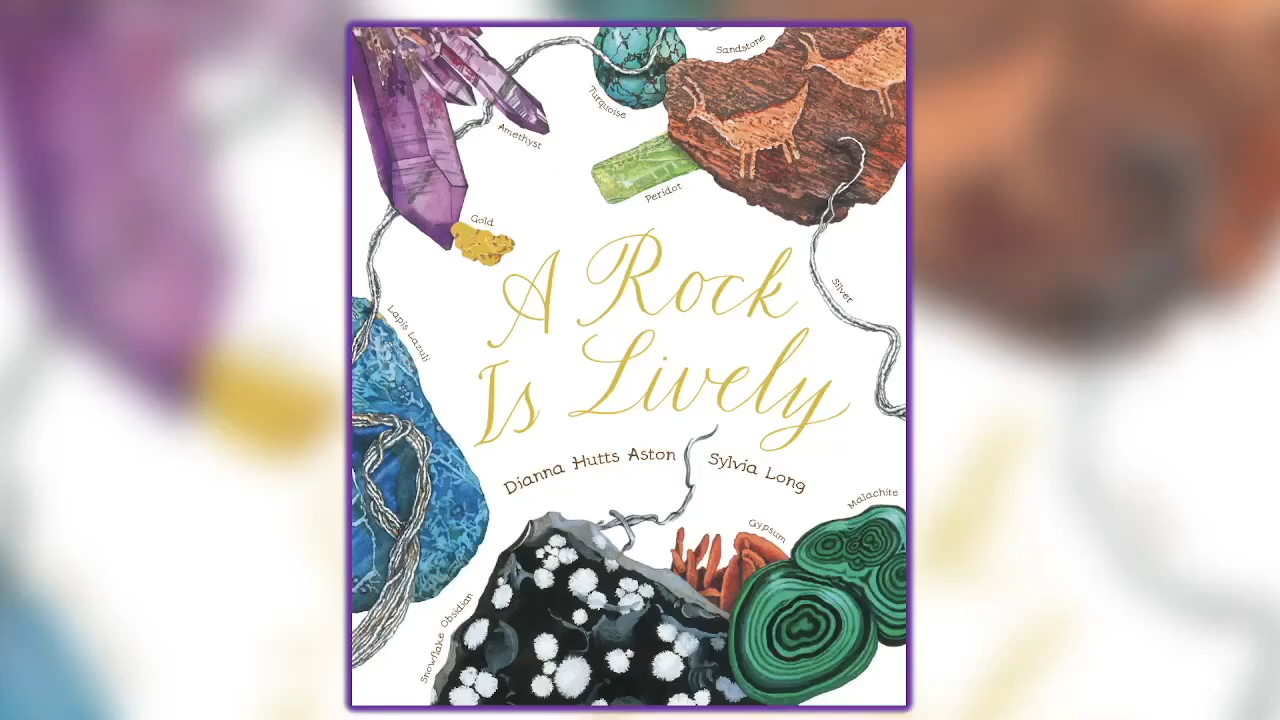 Sandstone
Turquoise
Amethyst
Peridot
Gold
Silver
Lapis Lazuli
A Rock
Is Lively
Dianna Hutts Aston
Sylvia Long
Malachite
Gypsum
Snowflake Obsidian